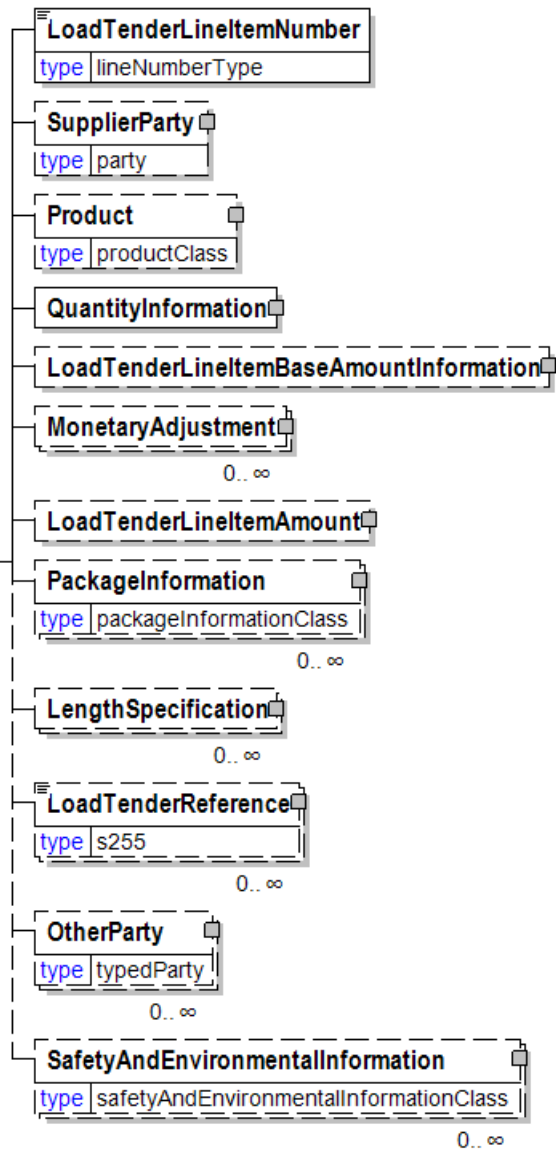 LoadTenderLineItemNumber
type lineNumberType
SupplierParty
type party
Product
type productClass
QuantityInformation
LoadTenderLineItemBaseAmountInformation
MonetaryAdjustment
0.. ∞
LoadTenderLineItemAmount
PackageInformation
type packageInformationClass
0.. ∞
LengthSpecification
0.. ∞
LoadTenderReference
type s255
0.. ∞
OtherParty
type typedParty
0.. ∞
SafetyAndEnvironmentalInformation
type safetyAndEnvironmentalInformationClass
0.. ∞